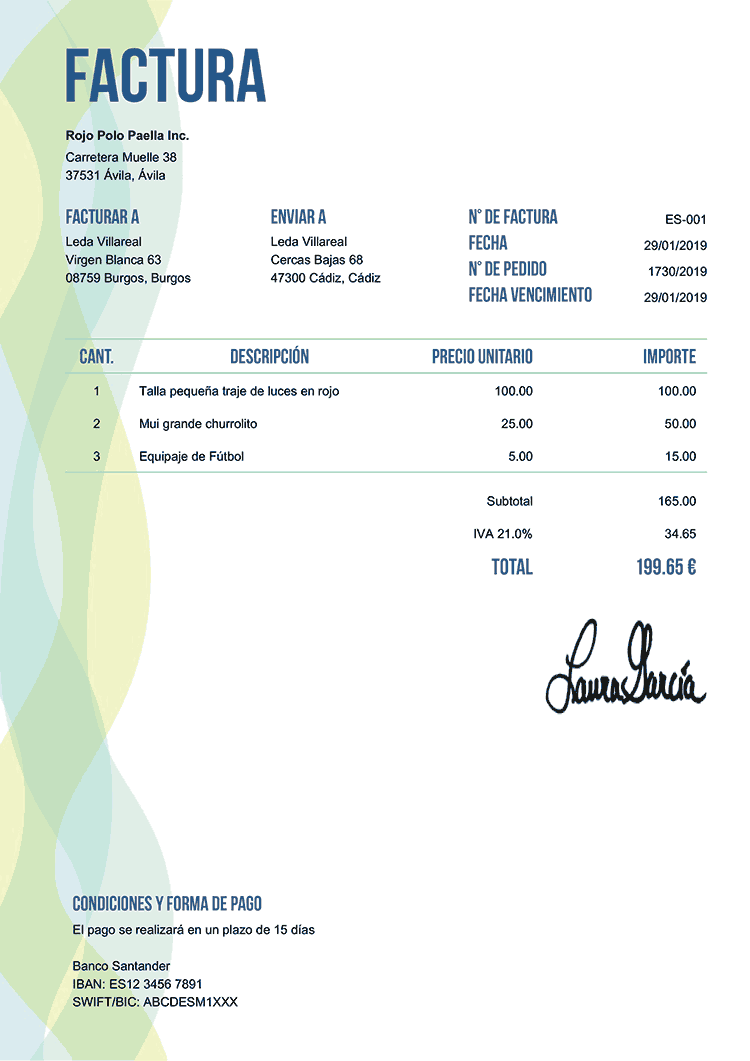 FACTURA
Rojo Polo Paella Inc.
Carretera Muelle 38
37531 Ávila, Ávila
FACTURAR A
Leda Villareal
Virgen Blanca 63
08759 Burgos, Burgos
ENVIAR A
Leda Villareal
Cercas Bajas 68
47300 Cádiz, Cádiz
N° DE FACTURA ES-001
FECHA 29/01/2019
N° DE PEDIDO 1730/2019
FECHA VENCIMIENTO 29/01/2019
CANT. DESCRIPCIÓN PRECIO UNITARIO IMPORTE
1 Talla pequeña traje de luces en rojo 100.00 100.00
2 Mui grande churrolito 25.00 50.00
3 Equipaje de Fútbol 5.00 15.00
Subtotal 165.00
IVA 21.0% 34.65
TOTAL 199.65 €
Laura García
CONDICIONES Y FORMA DE PAGO
El pago se realizará en un plazo de 15 días
Banco Santander
IBAN: ES12 3456 7891
SWIFT/BIC: ABCDESM1XXX